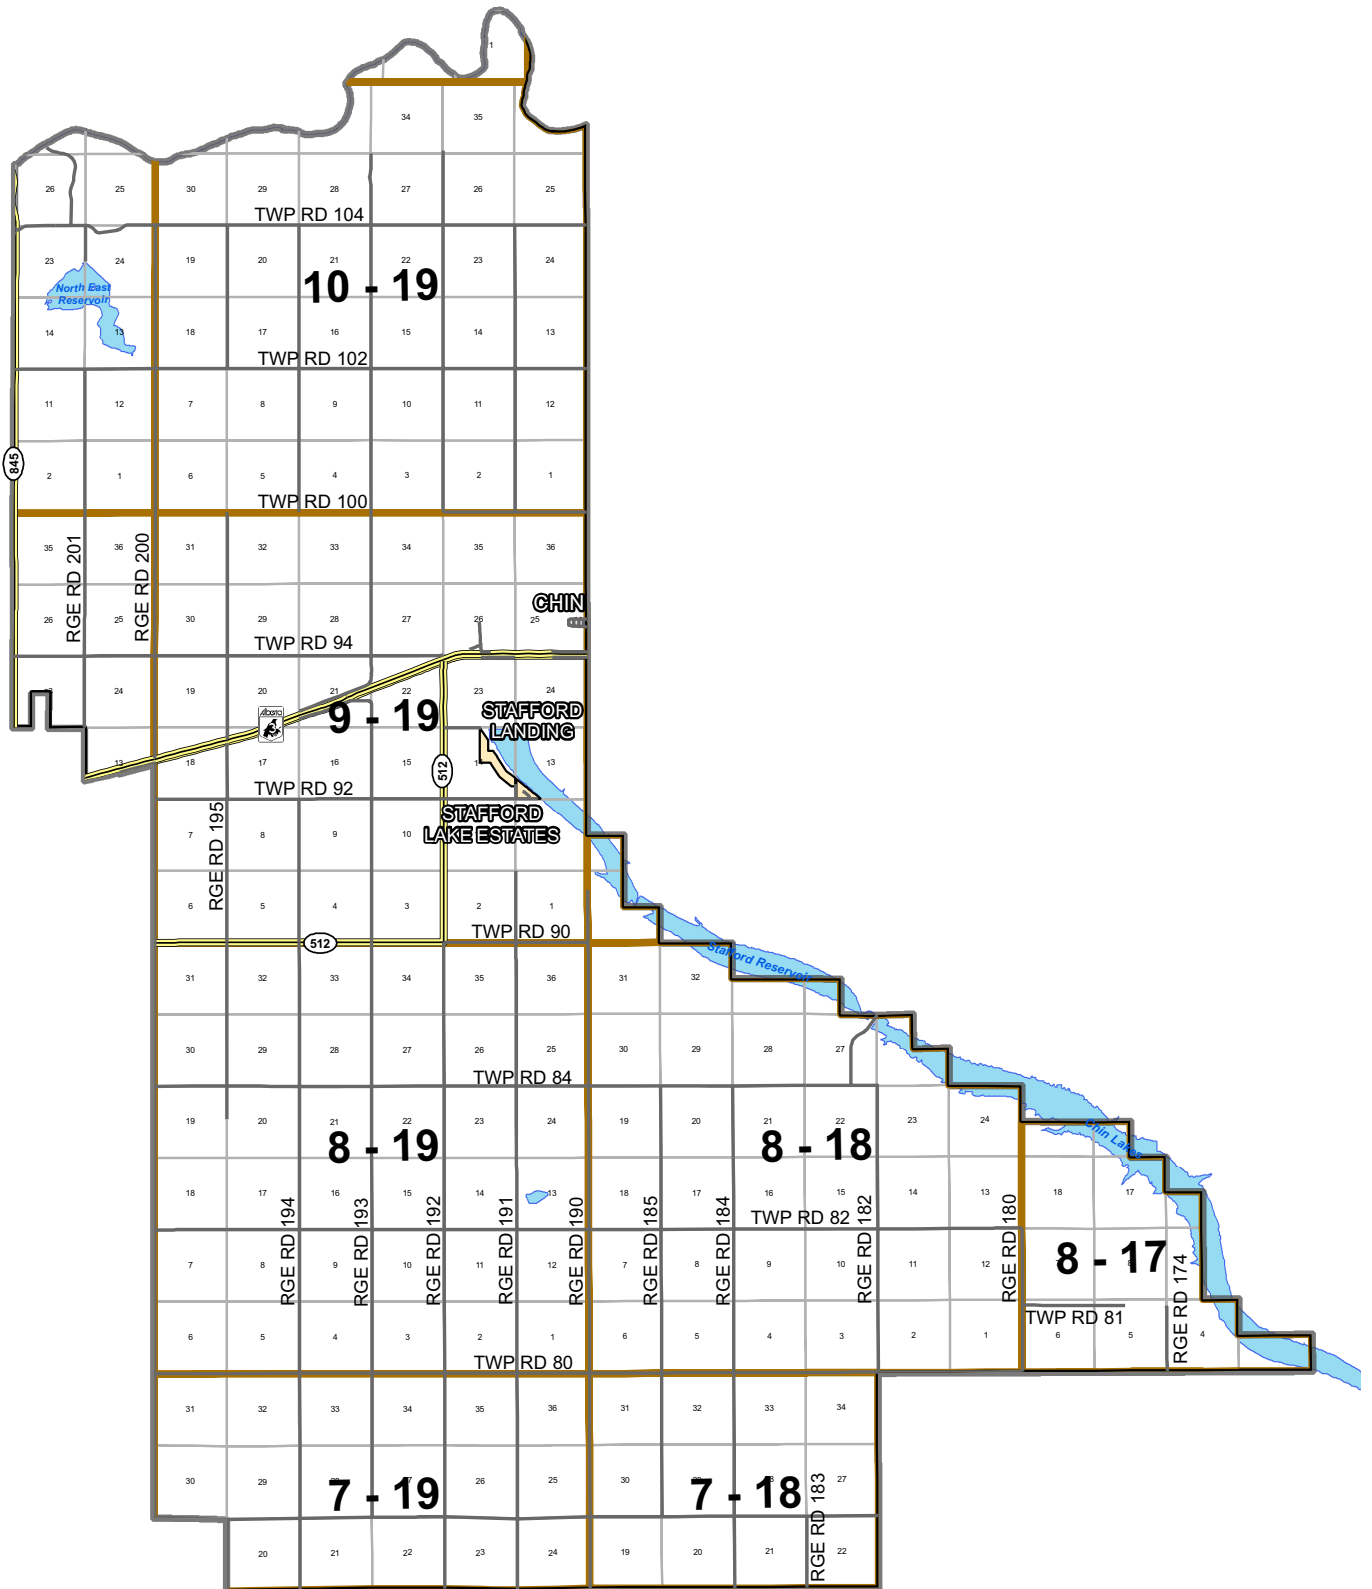 1
34 35
26 25 30 29 28 27 26 25
TWP RD 104
23 24 19 20 21 22 23 24
10 - 19
North East
Reservoir
14 13 18 17 16 15 14 13
TWP RD 102
11 12 7 8 9 10 11 12
845
2 1 6 5 4 3 2 1
TWP RD 100
35 36 31 32 33 34 35 36
RGE RD 201
RGE RD 200
CHIN
26 25 30 29 28 27 26 25
TWP RD 94
24 19 20 21 22 23 24
Alberta
3
9 - 19
STAFFORD
LANDING
13 18 17 16 15 13
512
TWP RD 92
STAFFORD
LAKE ESTATES
7 8 9 10
RGE RD 195
6 5 4 3 2 1
TWP RD 90
512
Stafford Reservoir
31 32 33 34 35 36 31 32
30 29 28 27 26 25 30 29 28 27
TWP RD 84
19 20 21 22 23 24 19 20 21 22 23 24
8 - 19
8 - 18
Chin Lakes
18 17 16 15 14 13 18 17 16 15 14 13 18 17
TWP RD 82
RGE RD 194
RGE RD 193
RGE RD 192
RGE RD 191
RGE RD 190
RGE RD 185
RGE RD 184
RGE RD 182
RGE RD 180
8 - 17
RGE RD 174
7 8 9 10 11 12 7 8 9 10 11 12
TWP RD 81
6 5 4 3 2 1 6 5 4 3 2 1 6 5 4
TWP RD 80
31 32 33 34 35 36 31 32 33 34
30 29 26 25 30 27
7 - 19
7 - 18
RGE RD 183
20 21 22 23 24 19 20 21 22